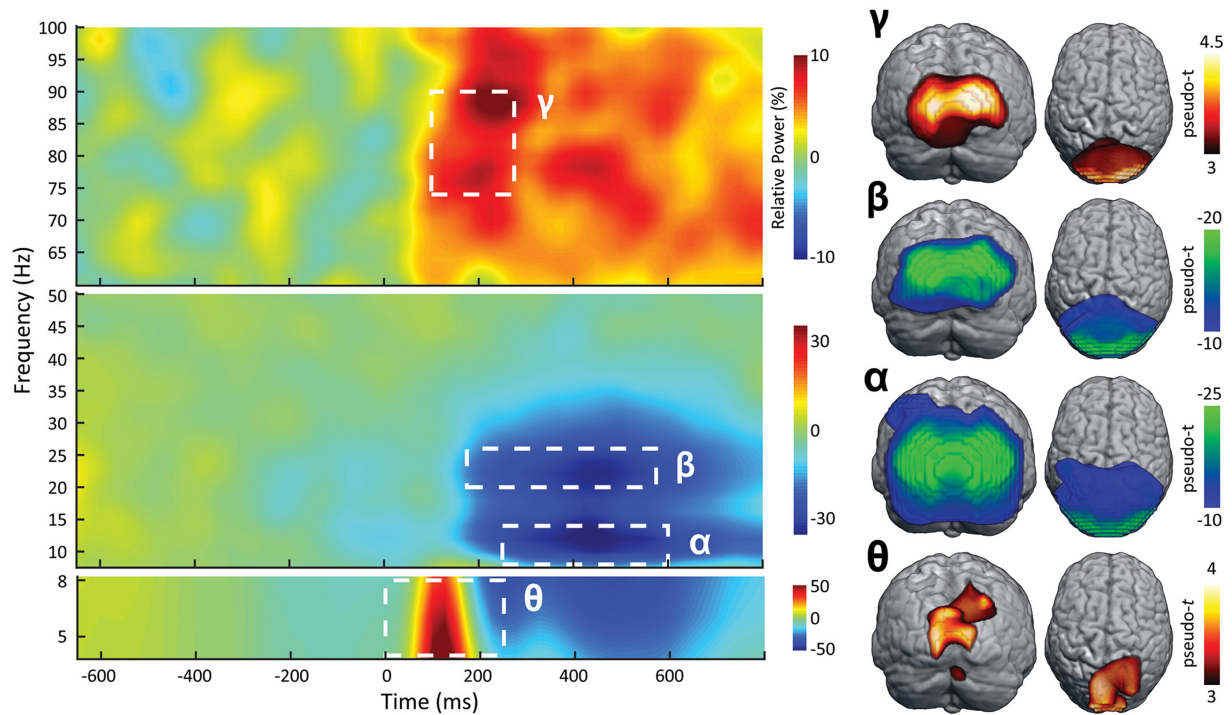 100
95
90
85
80
75
70
65
γ
10
0
-10
Relative Power (%)
50
40
30
25
20
15
10
β
α
30
0
-30
8
5
θ
50
0
-50
-600
-400
-200
0
200
400
600
Time (ms)
Frequency (Hz)
γ
4.5
pseudo-t
3
β
-20
pseudo-t
-10
α
-25
pseudo-t
-10
θ
4
pseudo-t
3